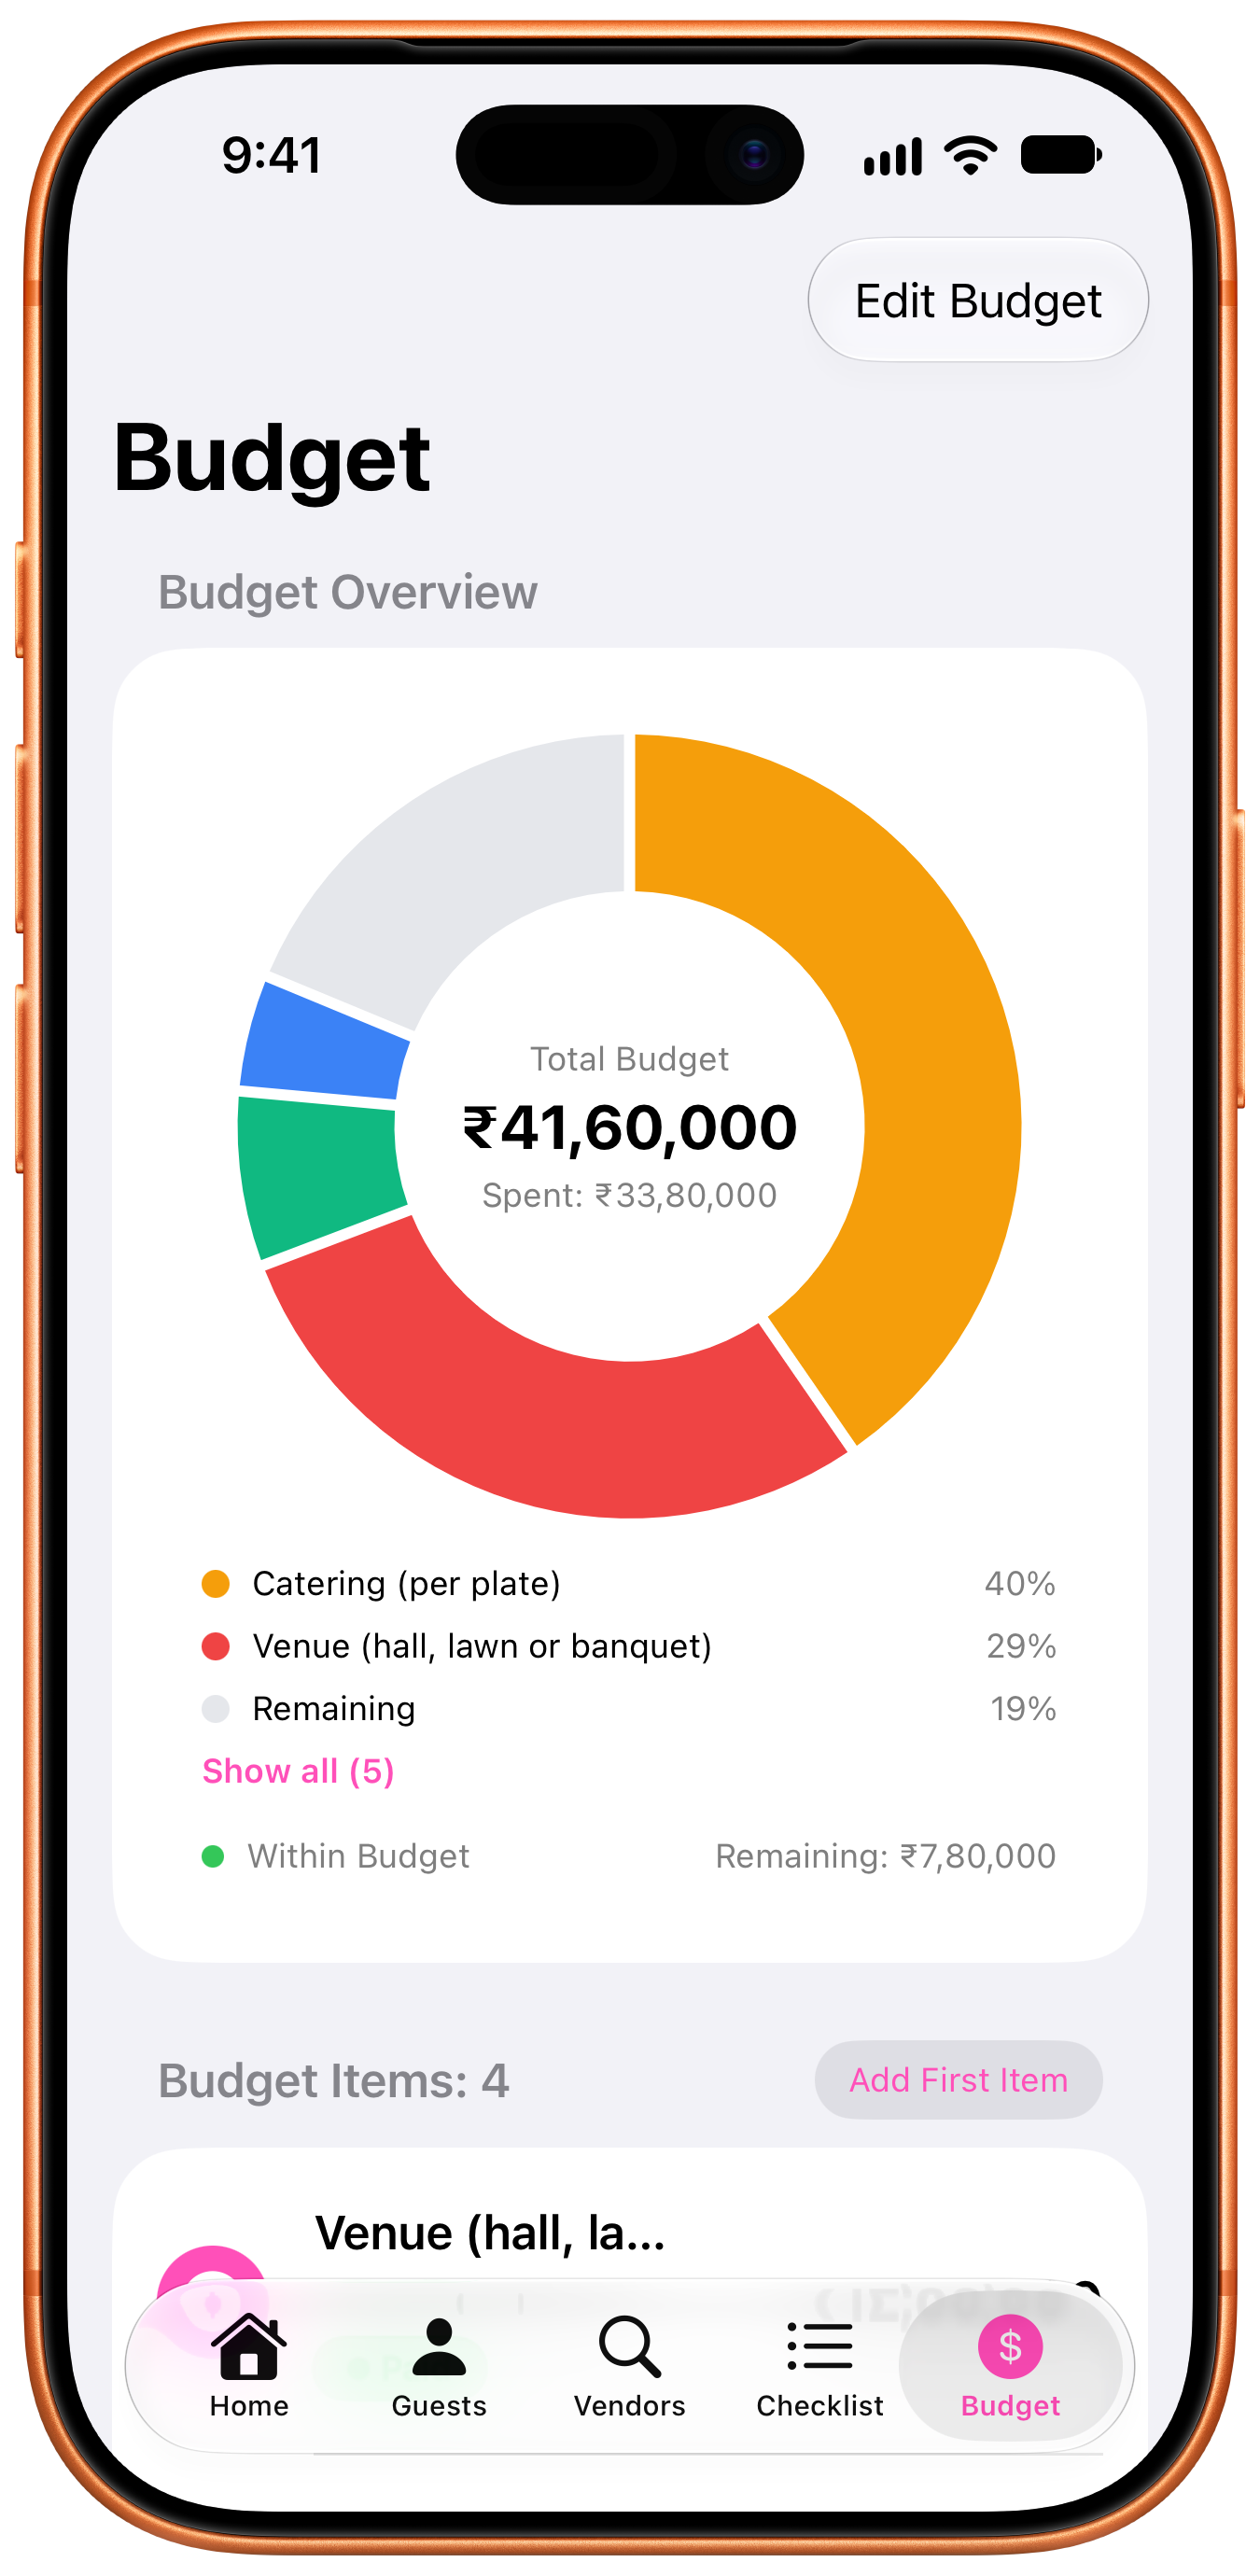 9:41
Edit Budget
Budget
Budget Overview
Total Budget
₹41,60,000
Spent: ₹33,80,000
Catering (per plate) 40%
Venue (hall, lawn or banquet) 29%
Remaining 19%
Show all (5)
Within Budget Remaining: ₹7,80,000
Budget Items: 4 Add First Item
Venue (hall, la...
Home Guests Vendors Checklist Budget